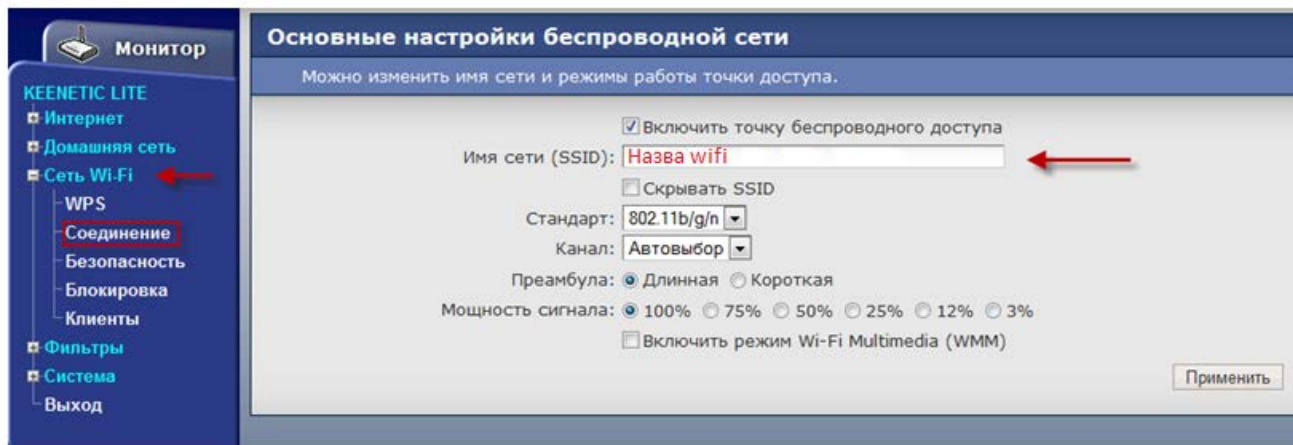 Монитор
KEENETIC LITE
Интернет
Домашняя сеть
Сеть Wi-Fi
WPS
Соединение
Безопасность
Блокировка
Клиенты
Фильтры
Система
Выход
Основные настройки беспроводной сети
Можно изменить имя сети и режимы работы точки доступа.
Включить точку беспроводного доступа
Имя сети (SSID): Назва wifi
Скрывать SSID
Стандарт: 802.11b/g/n
Канал: Автовыбор
Преамбула: Длинная Короткая
Мощность сигнала: 100% 75% 50% 25% 12% 3%
Включить режим Wi-Fi Multimedia (WMM)
Применить